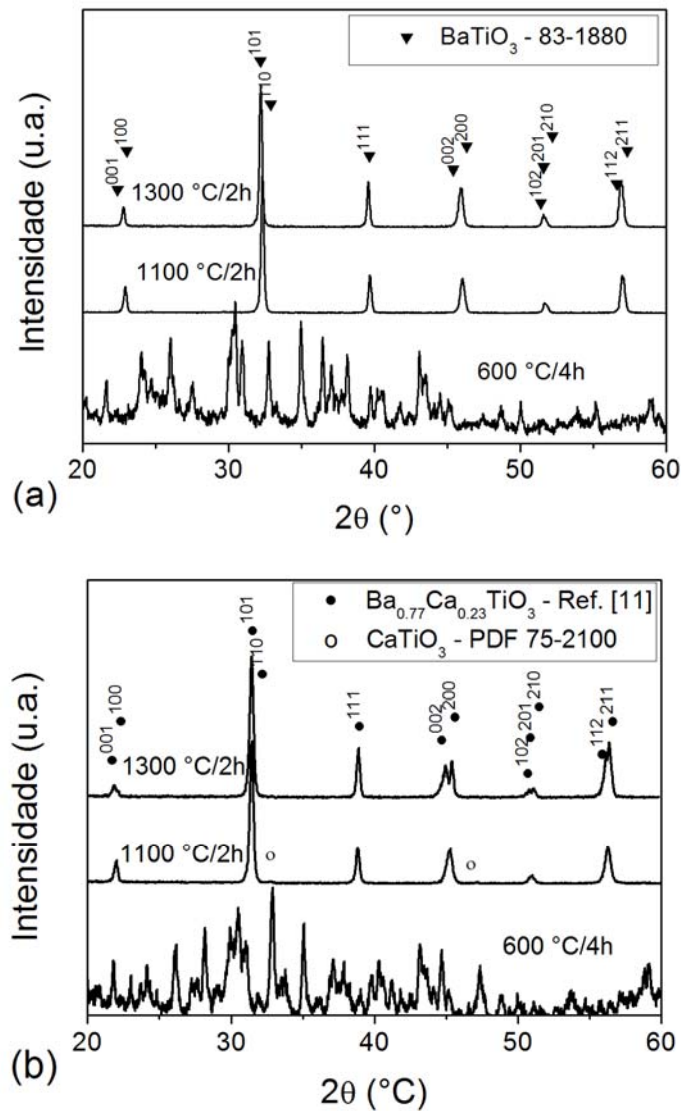 ▼ BaTiO₃ - 83-1880
Intensidade (u.a.)
001 100 101 110 111 002 200 102 201 210 112 211
1300 °C/2h
1100 °C/2h
600 °C/4h
20 30 40 50 60
(a)
2θ (°)
● Ba₀.₇₇Ca₀.₂₃TiO₃ - Ref. [11]
o CaTiO₃ - PDF 75-2100
Intensidade (u.a.)
001 100 101 110 111 002 200 102 201 210 112 211
1300 °C/2h
1100 °C/2h
600 °C/4h
20 30 40 50 60
(b)
2θ (°C)